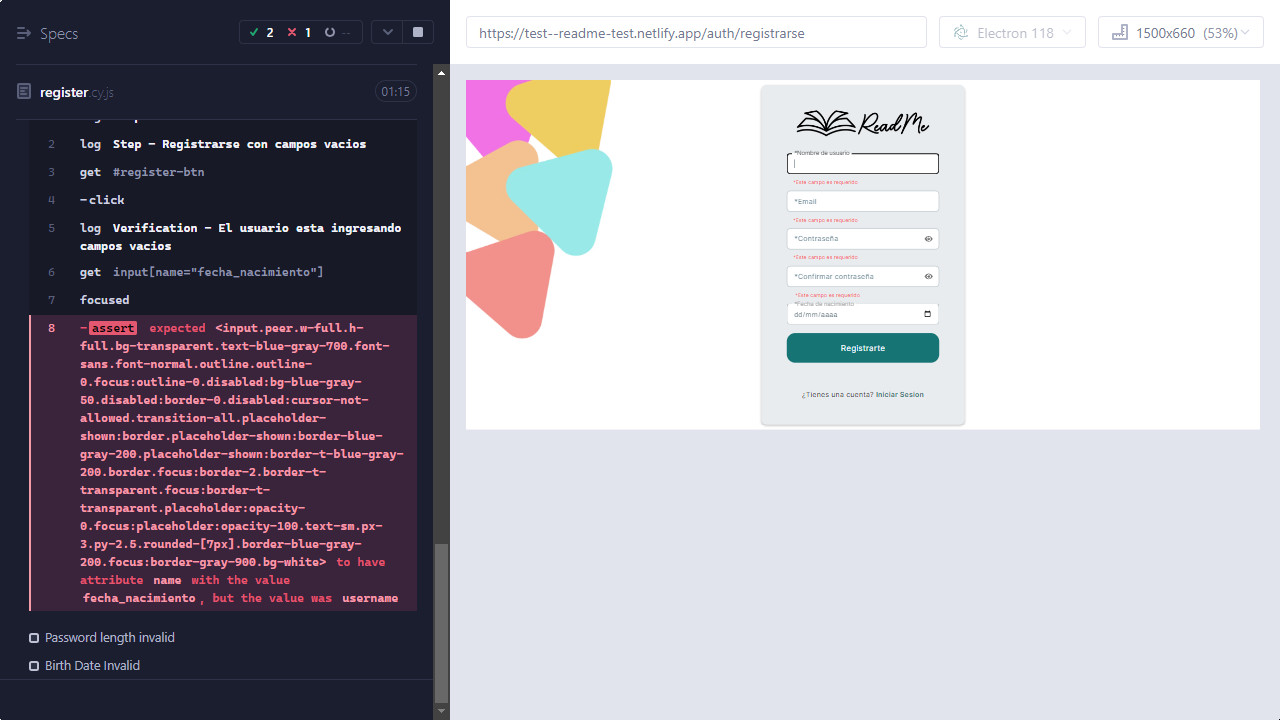 Specs
2
1
--
https://test--readme-test.netlify.app/auth/registrarse
Electron 118
1500x660 (53%)
register.cy.js
01:15
2 log Step - Registrarse con campos vacios
3 get #register-btn
4 -click
5 log Verification - El usuario esta ingresando
campos vacios
6 get input[name="fecha_nacimiento"]
7 focused
8 -assert expected <input.peer.w-full.h-
full.bg-transparent.text-blue-gray-700.font-
sans.font-normal.outline.outline-
0.focus:outline-0.disabled:bg-blue-gray-
50.disabled:border-0.disabled:cursor-not-
allowed.transition-all.placeholder-
shown:border.placeholder-shown:border-blue-
gray-200.placeholder-shown:border-t-blue-gray-
200.border.focus:border-2.border-t-
transparent.focus:border-t-
transparent.placeholder:opacity-
0.focus:placeholder:opacity-100.text-sm.px-
3.py-2.5.rounded-[7px].border-blue-gray-
200.focus:border-gray-900.bg-white> to have
attribute name with the value
fecha_nacimiento, but the value was username
Password length invalid
Birth Date Invalid
ReadMe
*Nombre de usuario
*Este campo es requerido
*Email
*Este campo es requerido
*Contraseña
*Este campo es requerido
*Confirmar contraseña
*Este campo es requerido
*Fecha de nacimiento
dd/mm/aaaa
Registrarte
¿Tienes una cuenta? Iniciar Sesion